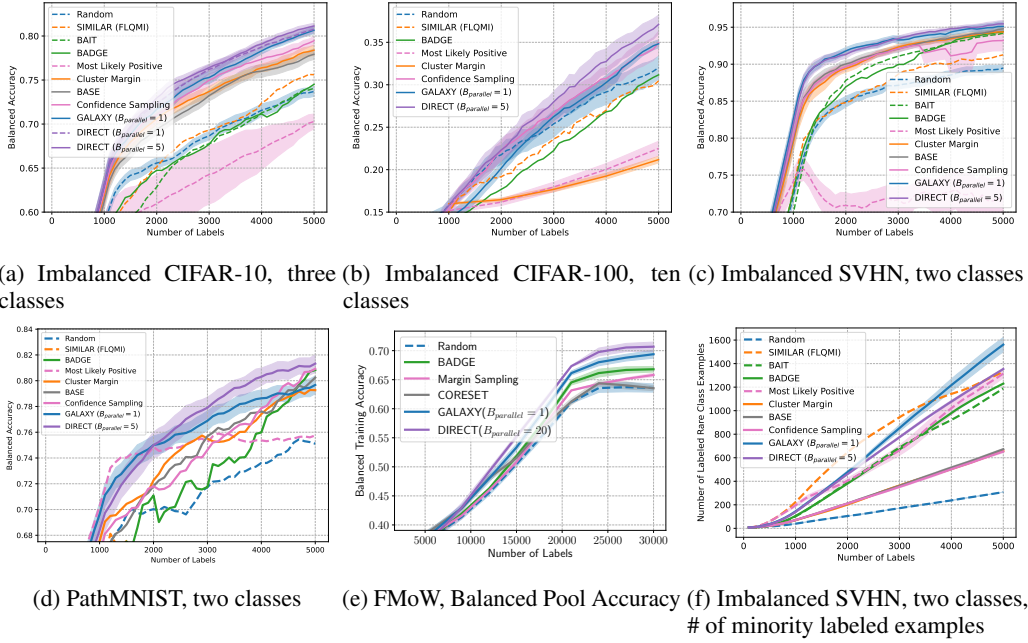 Balanced Accuracy
0.80
0.75
0.70
0.65
0.60
Random
SIMILAR (FLQMI)
BAIT
BADGE
Most Likely Positive
Cluster Margin
BASE
Confidence Sampling
GALAXY (B_parallel = 1)
DIRECT (B_parallel = 1)
DIRECT (B_parallel = 5)
0 1000 2000 3000 4000 5000
Number of Labels
(a) Imbalanced CIFAR-10, three
classes
Balanced Accuracy
0.35
0.30
0.25
0.20
0.15
Random
SIMILAR (FLQMI)
BADGE
Most Likely Positive
Cluster Margin
Confidence Sampling
GALAXY (B_parallel = 1)
DIRECT (B_parallel = 5)
0 1000 2000 3000 4000 5000
Number of Labels
(b) Imbalanced CIFAR-100, ten
classes
Balanced Accuracy
0.95
0.90
0.85
0.80
0.75
0.70
Random
SIMILAR (FLQMI)
BAIT
BADGE
Most Likely Positive
Cluster Margin
BASE
Confidence Sampling
GALAXY (B_parallel = 1)
DIRECT (B_parallel = 5)
0 1000 2000 3000 4000 5000
Number of Labels
(c) Imbalanced SVHN, two classes
Balanced Accuracy
0.84
0.82
0.80
0.78
0.76
0.74
0.72
0.70
0.68
Random
SIMILAR (FLQMI)
BADGE
Most Likely Positive
Cluster Margin
BASE
Confidence Sampling
GALAXY (B_parallel = 1)
DIRECT (B_parallel = 5)
0 1000 2000 3000 4000 5000
Number of Labels
(d) PathMNIST, two classes
Balanced Training Accuracy
0.70
0.65
0.60
0.55
0.50
0.45
0.40
Random
BADGE
Margin Sampling
CORESET
GALAXY(B_parallel = 1)
DIRECT(B_parallel = 20)
5000 10000 15000 20000 25000 30000
Number of Labels
(e) FMoW, Balanced Pool Accuracy
Number of Labeled Rare Class Examples
1600
1400
1200
1000
800
600
400
200
0
Random
SIMILAR (FLQMI)
BAIT
BADGE
Most Likely Positive
Cluster Margin
BASE
Confidence Sampling
GALAXY (B_parallel = 1)
DIRECT (B_parallel = 5)
0 1000 2000 3000 4000 5000
Number of Labels
(f) Imbalanced SVHN, two classes,
# of minority labeled examples